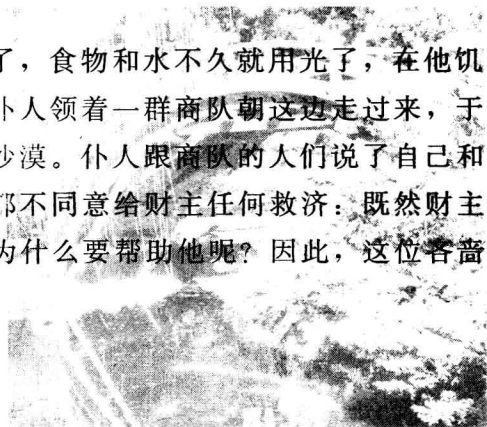 了，食物和水不久就用光了，在他饥
仆人领着一群商队朝这边走过来，于
沙漠。仆人跟商队的人们说了自己和
都不同意给财主任何救济：既然财主
为什么要帮助他呢？因此，这位吝啬